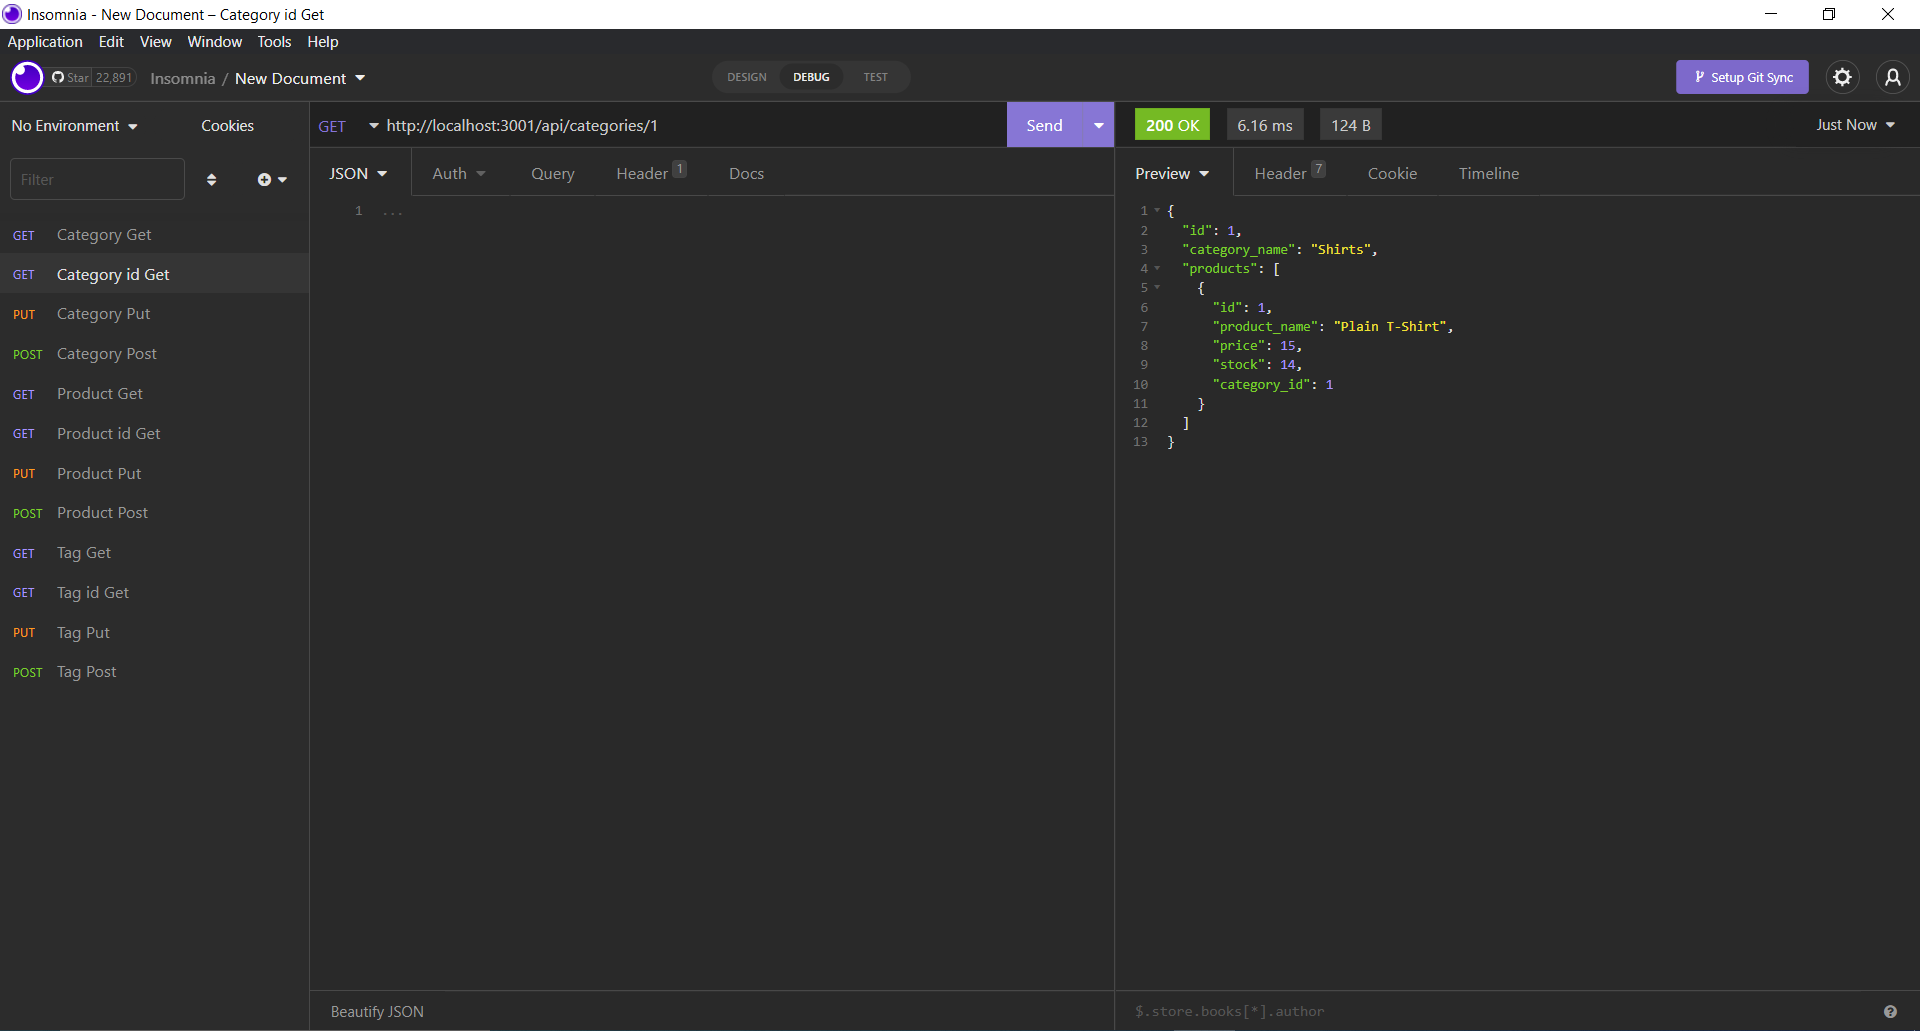 Insomnia - New Document – Category id Get
Application Edit View Window Tools Help
Star 22,891 Insomnia / New Document DESIGN DEBUG TEST Setup Git Sync
No Environment Cookies
Filter
GET Category Get
GET Category id Get
PUT Category Put
POST Category Post
GET Product Get
GET Product id Get
PUT Product Put
POST Product Post
GET Tag Get
GET Tag id Get
PUT Tag Put
POST Tag Post
GET http://localhost:3001/api/categories/1 Send
JSON Auth Query Header 1 Docs
1 ...
Beautify JSON
200 OK 6.16 ms 124 B Just Now
Preview Header 7 Cookie Timeline
1 {
2 "id": 1,
3 "category_name": "Shirts",
4 "products": [
5 {
6 "id": 1,
7 "product_name": "Plain T-Shirt",
8 "price": 15,
9 "stock": 14,
10 "category_id": 1
11 }
12 ]
13 }
$.store.books[*].author